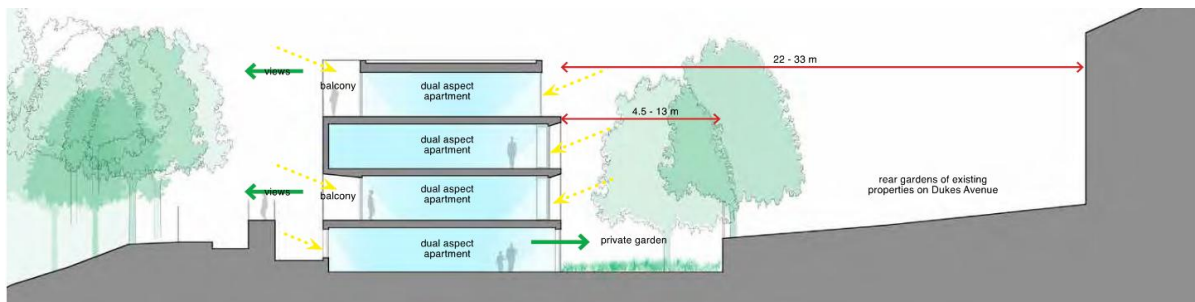 22 - 33 m
views
balcony
dual aspect
apartment
4.5 - 13 m
dual aspect
apartment
views
balcony
dual aspect
apartment
rear gardens of existing
properties on Dukes Avenue
dual aspect
apartment
private garden